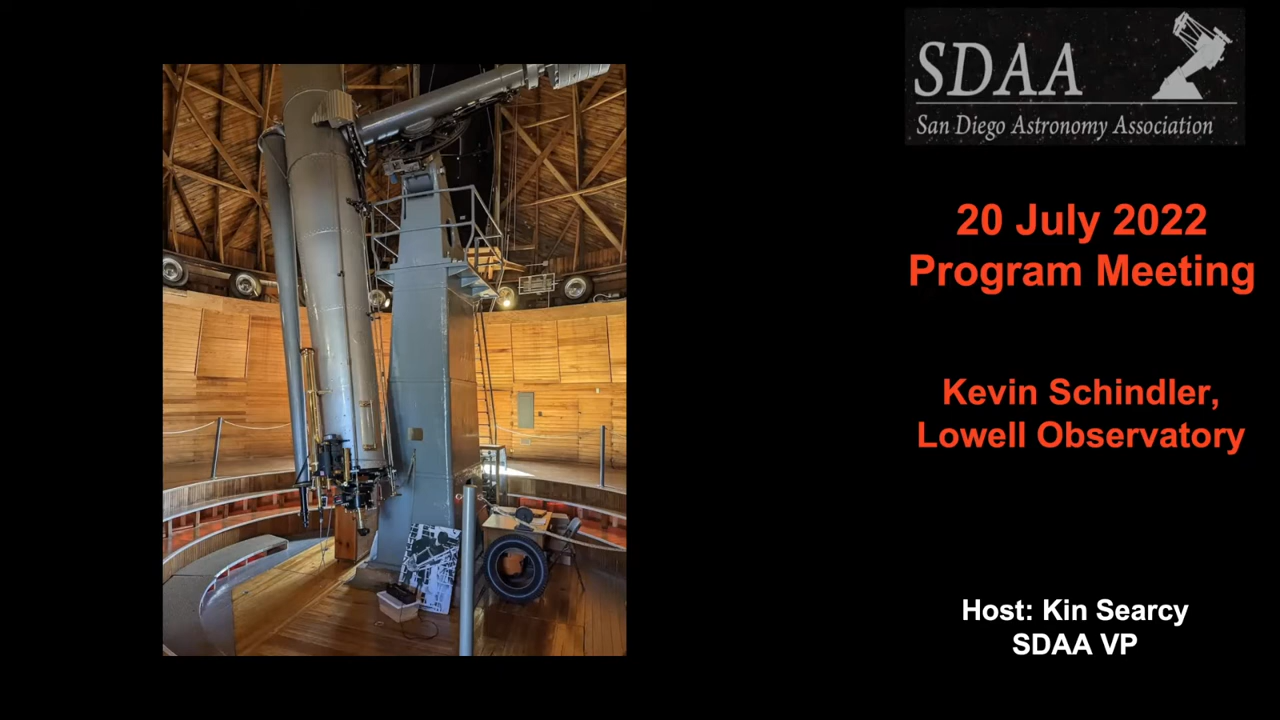 SDAA
San Diego Astronomy Association
20 July 2022
Program Meeting
Kevin Schindler,
Lowell Observatory
Host: Kin Searcy
SDAA VP